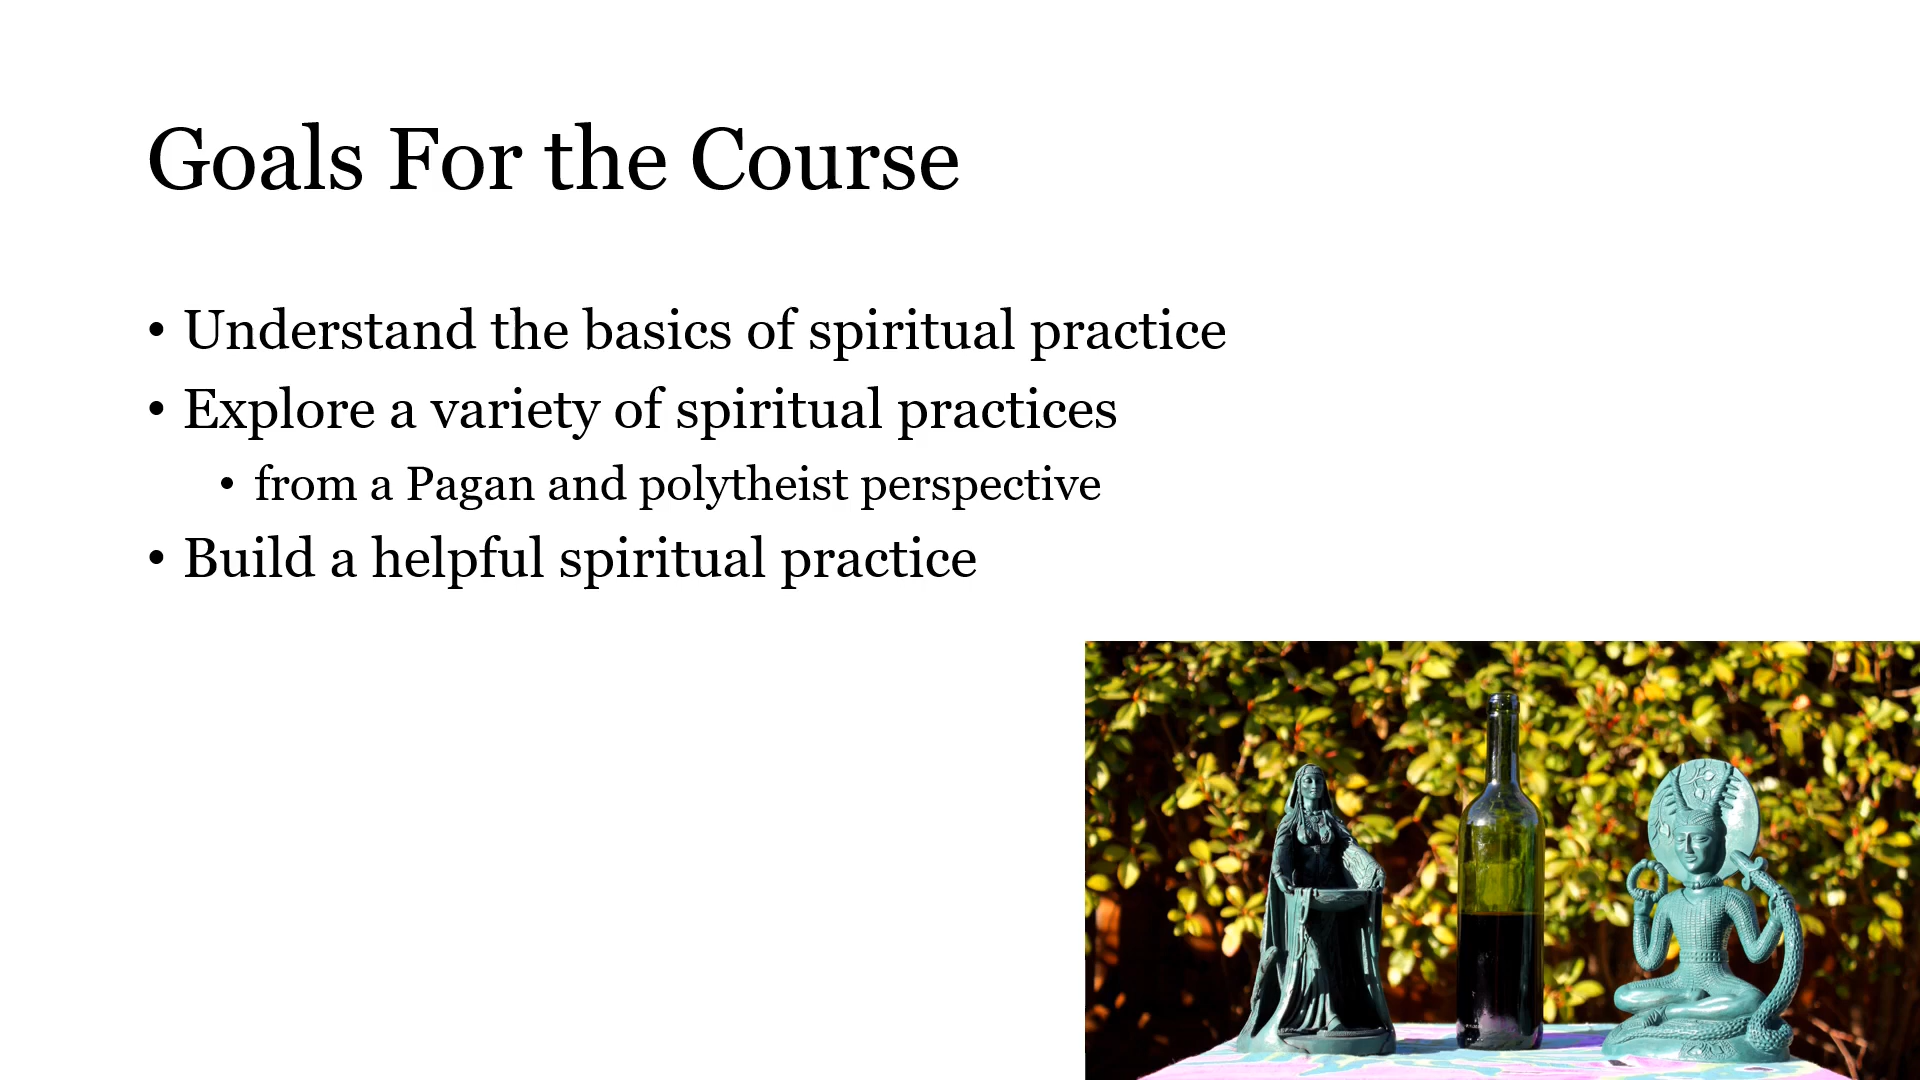 Goals For the Course
• Understand the basics of spiritual practice
• Explore a variety of spiritual practices
• from a Pagan and polytheist perspective
• Build a helpful spiritual practice